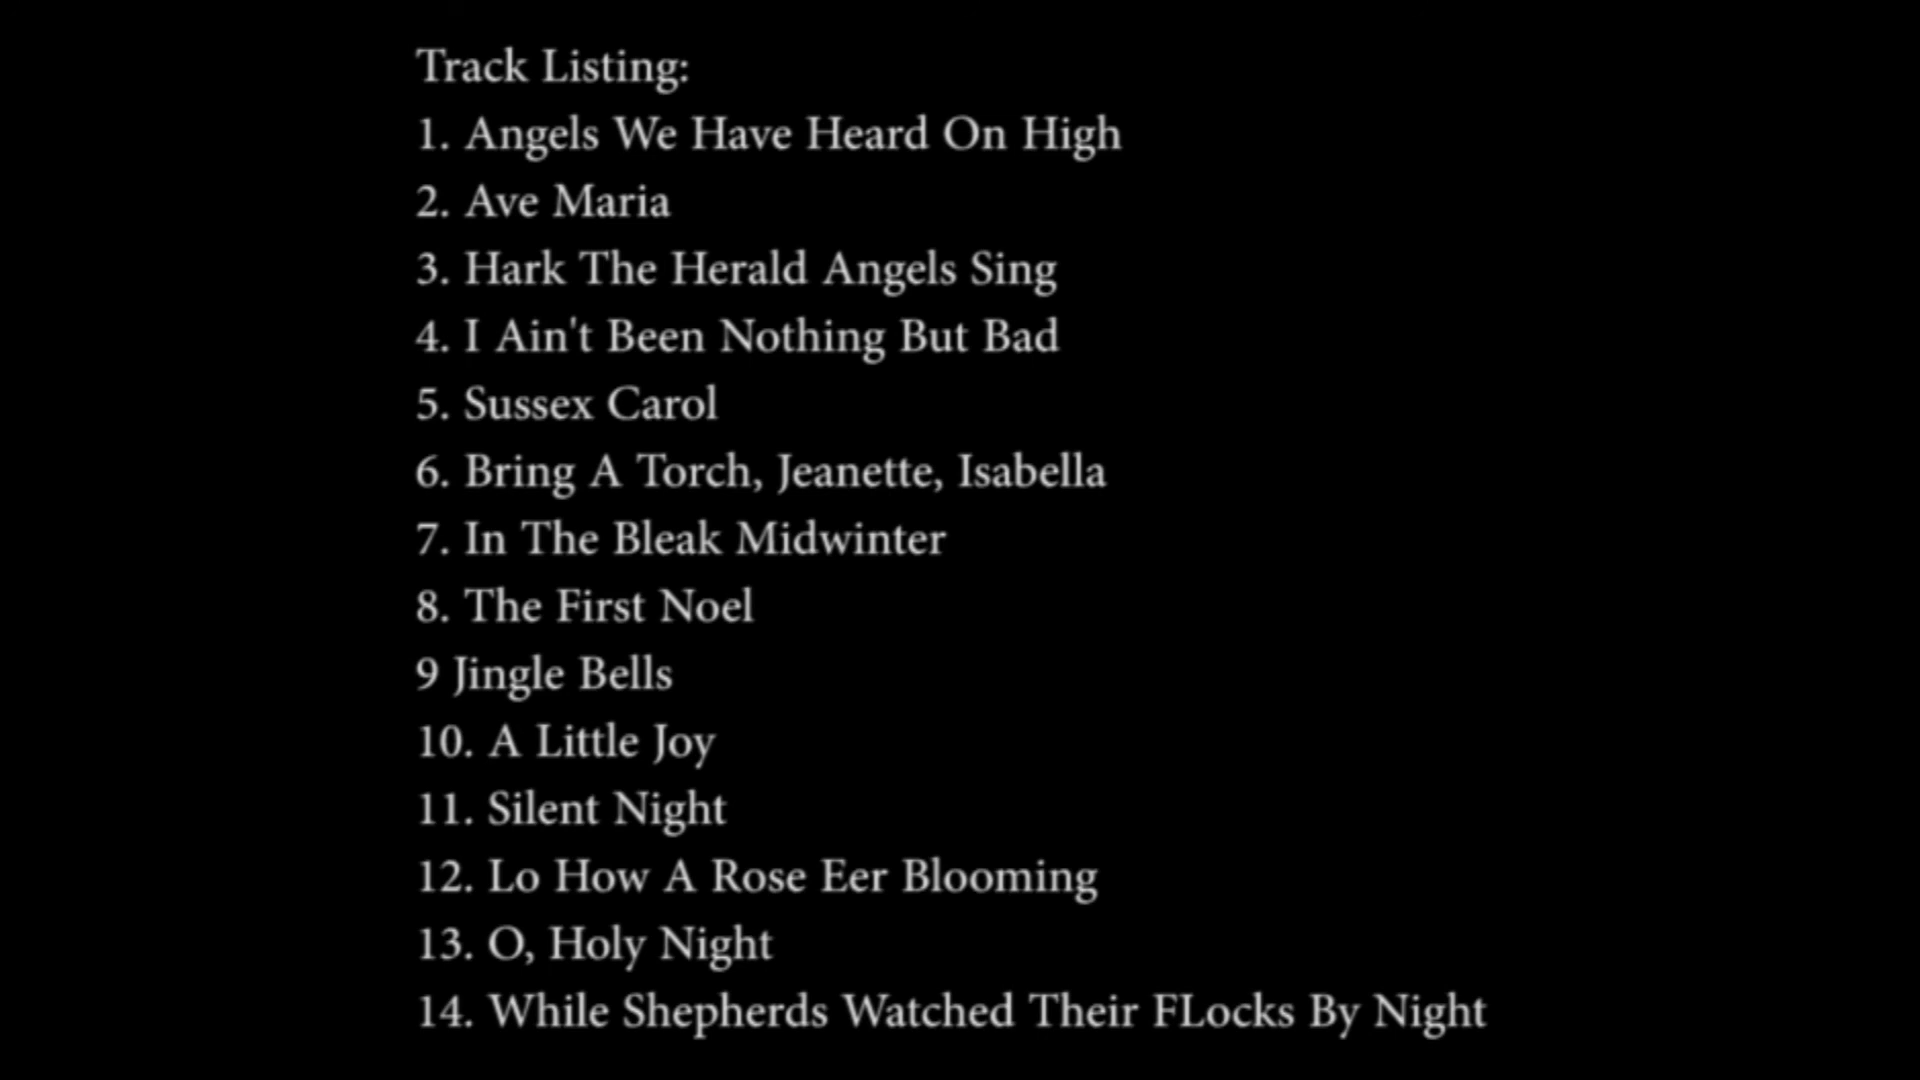 Track Listing:
1. Angels We Have Heard On High
2. Ave Maria
3. Hark The Herald Angels Sing
4. I Ain't Been Nothing But Bad
5. Sussex Carol
6. Bring A Torch, Jeanette, Isabella
7. In The Bleak Midwinter
8. The First Noel
9 Jingle Bells
10. A Little Joy
11. Silent Night
12. Lo How A Rose Eer Blooming
13. O, Holy Night
14. While Shepherds Watched Their FLocks By Night